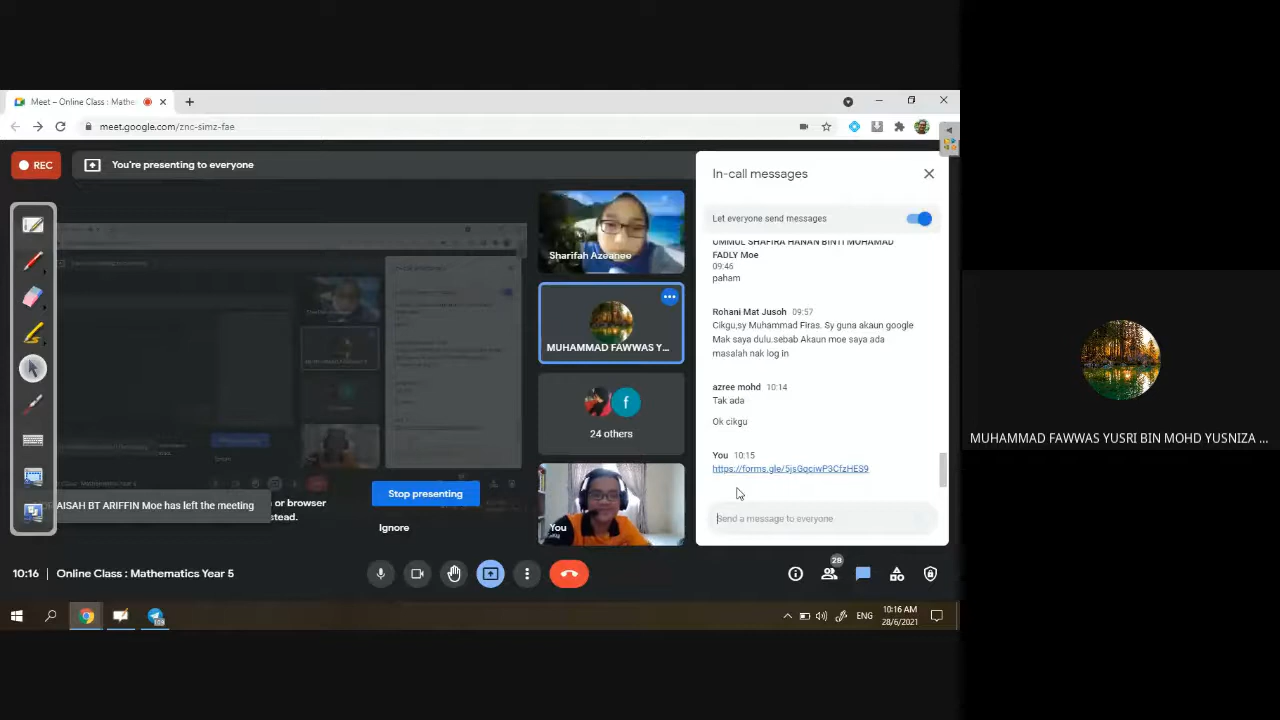 Meet – Online Class : Mathe
meet.google.com/znc-simz-fae
REC
You're presenting to everyone
In-call messages
Let everyone send messages
UMMUL SHAFIRA HANAN BINTI MUHAMAD
FADLY Moe
09:46
paham
Rohani Mat Jusoh 09:57
Cikgu,sy Muhammad Firas. Sy guna akaun google
Mak saya dulu.sebab Akaun moe saya ada
masalah nak log in
azree mohd 10:14
Tak ada
Ok cikgu
You 10:15
https://forms.gle/5jsGqciwP3CfzHES9
Send a message to everyone
Sharifah Azeanee
MUHAMMAD FAWWAS Y...
f
24 others
You
AISAH BT ARIFFIN Moe has left the meeting
or browser
stead.
Stop presenting
Ignore
10:16 | Online Class : Mathematics Year 5
28
109
ENG
10:16 AM
28/6/2021
MUHAMMAD FAWWAS YUSRI BIN MOHD YUSNIZA ...